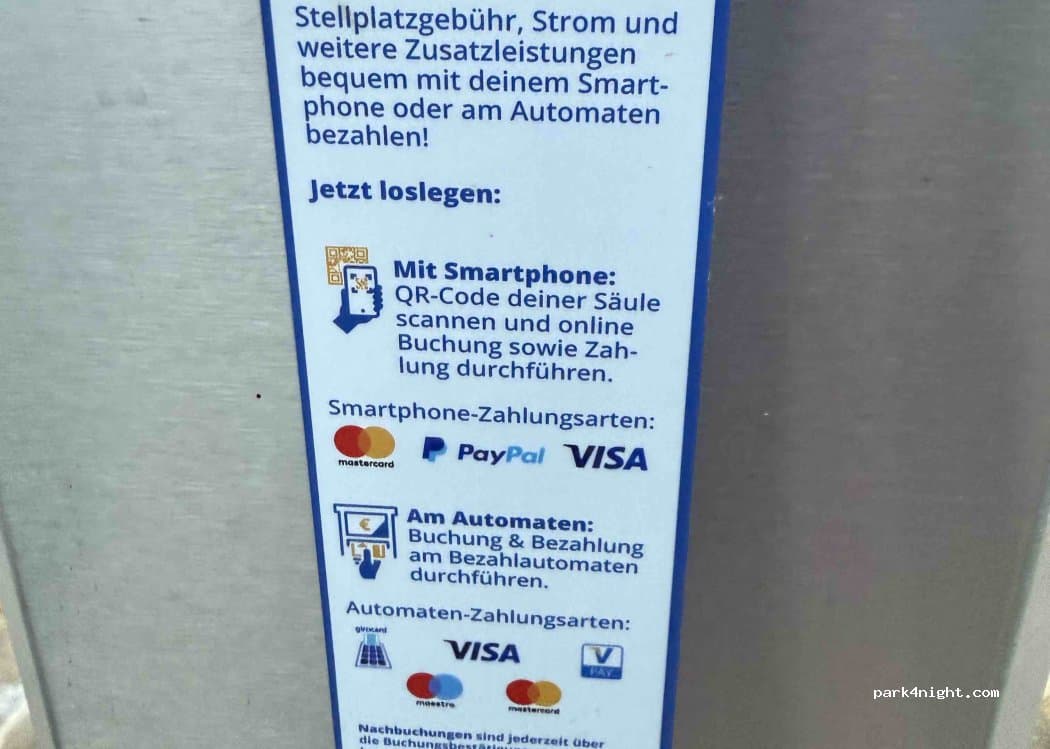 Stellplatzgebühr, Strom und
weitere Zusatzleistungen
bequem mit deinem Smart-
phone oder am Automaten
bezahlen!
Jetzt loslegen:
Mit Smartphone:
QR-Code deiner Säule
scannen und online
Buchung sowie Zah-
lung durchführen.
Smartphone-Zahlungsarten:
mastercard PayPal VISA
Am Automaten:
Buchung & Bezahlung
am Bezahlautomaten
durchführen.
Automaten-Zahlungsarten:
girocard VISA V PAY
maestro mastercard
Nachbuchungen sind jederzeit über
die Buchungsbestätigung
park4night.com